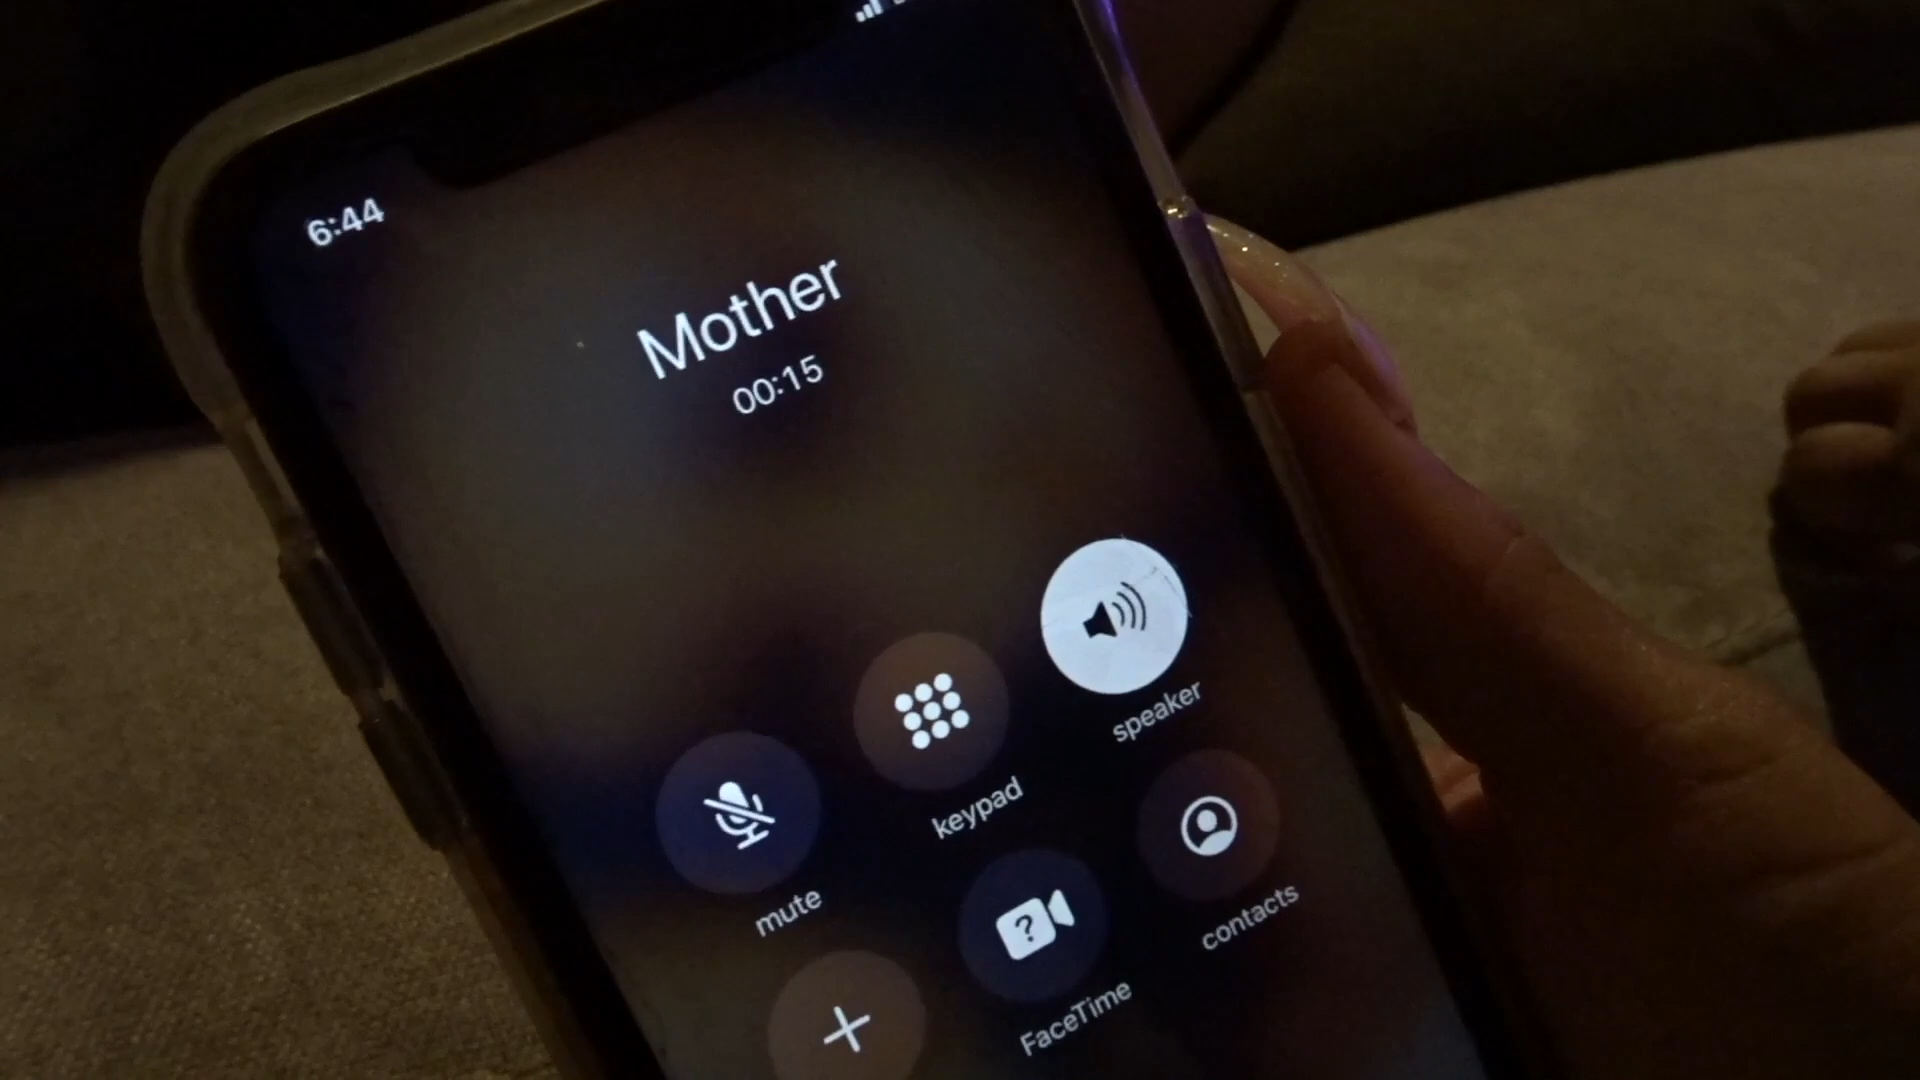 6:44
Mother
00:15
mute
keypad
speaker
?
FaceTime
contacts